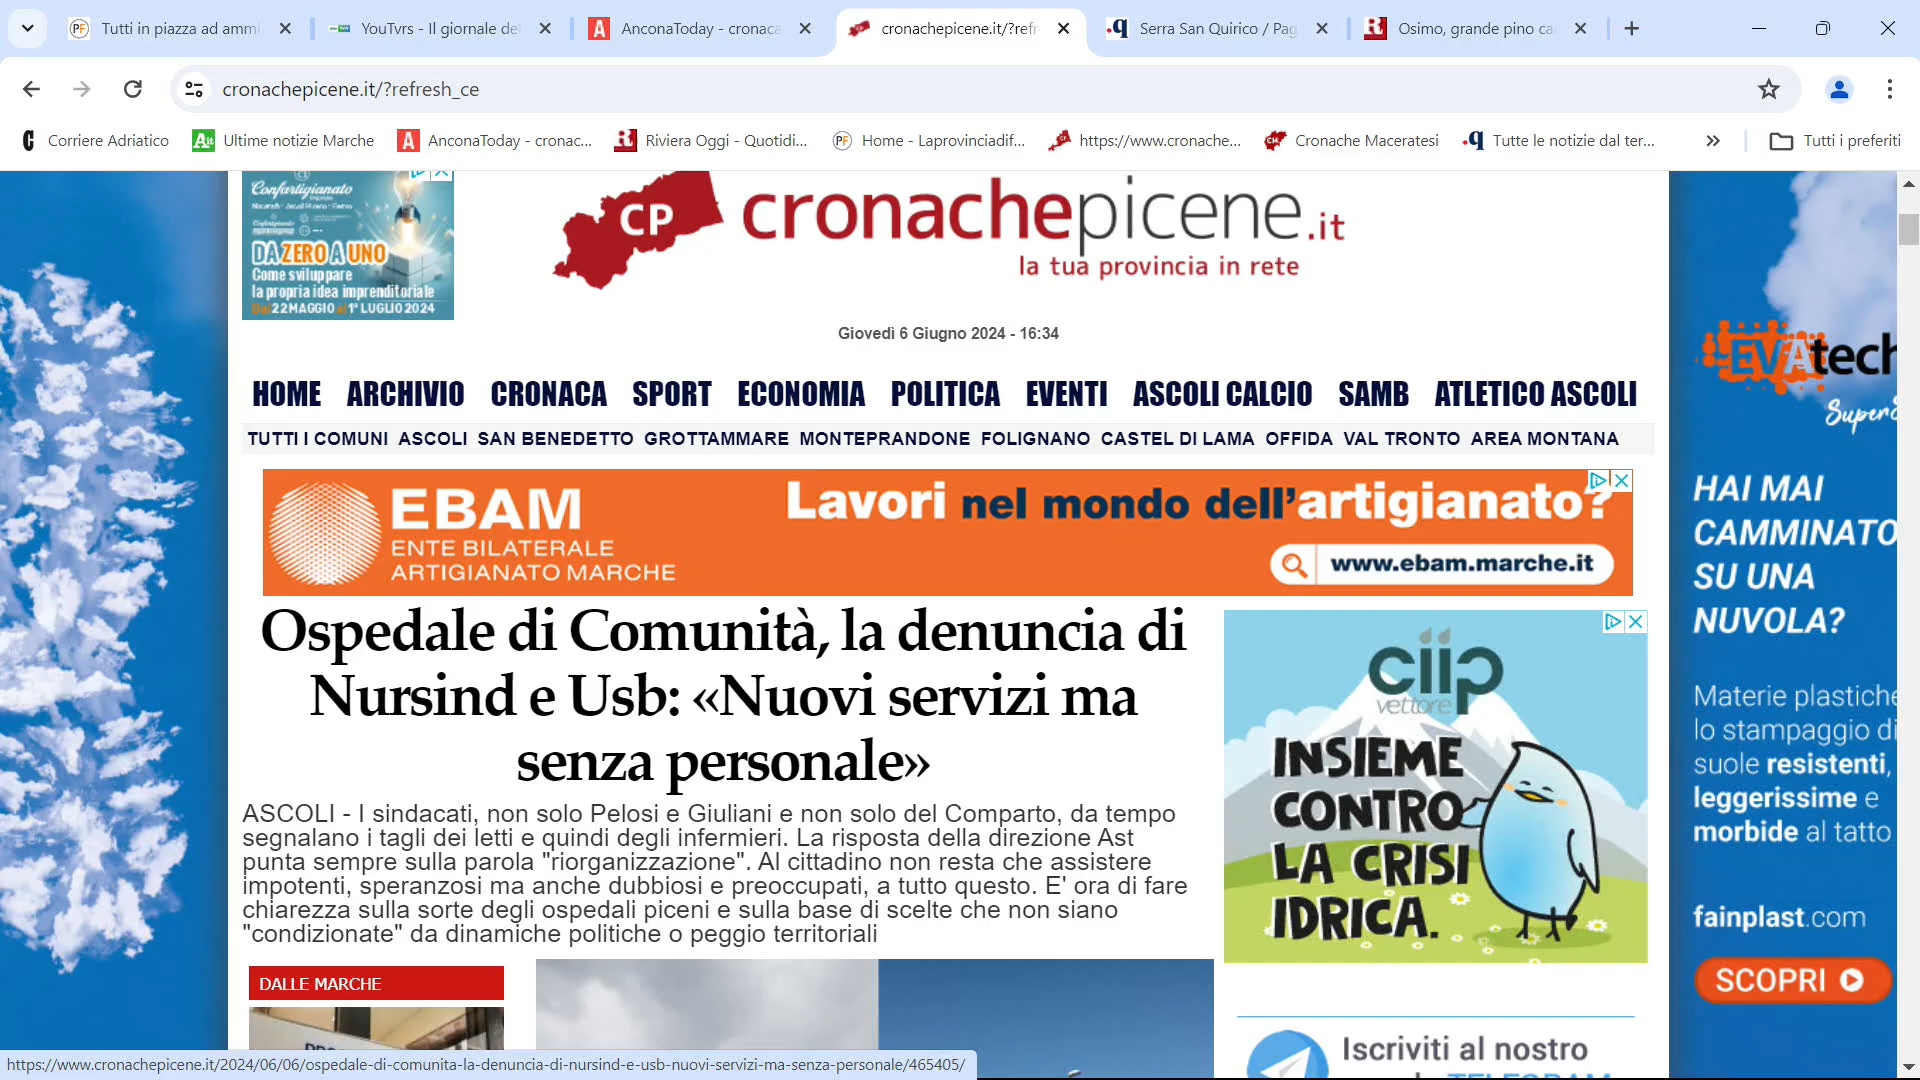 Tutti in piazza ad ammi
YouTvrs - Il giornale de
AnconaToday - cronaca
cronachepicene.it/?refr
Serra San Quirico / Pag
Osimo, grande pino ca
cronachepicene.it/?refresh_ce
Corriere Adriatico
Ultime notizie Marche
AnconaToday - cronac...
Riviera Oggi - Quotidi...
Home - Laprovinciadif...
https://www.cronache...
Cronache Maceratesi
Tutte le notizie dal ter...
Tutti i preferiti
Confartigianato
DA ZERO A UNO
Come sviluppare
la propria idea imprenditoriale
Dal 22 MAGGIO al 1° LUGLIO 2024
CP cronachepicene.it
la tua provincia in rete
Giovedì 6 Giugno 2024 - 16:34
HOME ARCHIVIO CRONACA SPORT ECONOMIA POLITICA EVENTI ASCOLI CALCIO SAMB ATLETICO ASCOLI
TUTTI I COMUNI ASCOLI SAN BENEDETTO GROTTAMMARE MONTEPRANDONE FOLIGNANO CASTEL DI LAMA OFFIDA VAL TRONTO AREA MONTANA
EBAM
ENTE BILATERALE
ARTIGIANATO MARCHE
Lavori nel mondo dell'artigianato?
www.ebam.marche.it
Ospedale di Comunità, la denuncia di
Nursind e Usb: «Nuovi servizi ma
senza personale»
ASCOLI - I sindacati, non solo Pelosi e Giuliani e non solo del Comparto, da tempo
segnalano i tagli dei letti e quindi degli infermieri. La risposta della direzione Ast
punta sempre sulla parola "riorganizzazione". Al cittadino non resta che assistere
impotenti, speranzosi ma anche dubbiosi e preoccupati, a tutto questo. E' ora di fare
chiarezza sulla sorte degli ospedali piceni e sulla base di scelte che non siano
"condizionate" da dinamiche politiche o peggio territoriali
DALLE MARCHE
ciip
vettore
INSIEME
CONTRO
LA CRISI
IDRICA.
Iscriviti al nostro
TELEGRAM
EVAtech
Supers
HAI MAI
CAMMINATO
SU UNA
NUVOLA?
Materie plastiche
lo stampaggio di
suole resistenti,
leggerissime e
morbide al tatto
fainplast.com
SCOPRI
https://www.cronachepicene.it/2024/06/06/ospedale-di-comunita-la-denuncia-di-nursind-e-usb-nuovi-servizi-ma-senza-personale/465405/